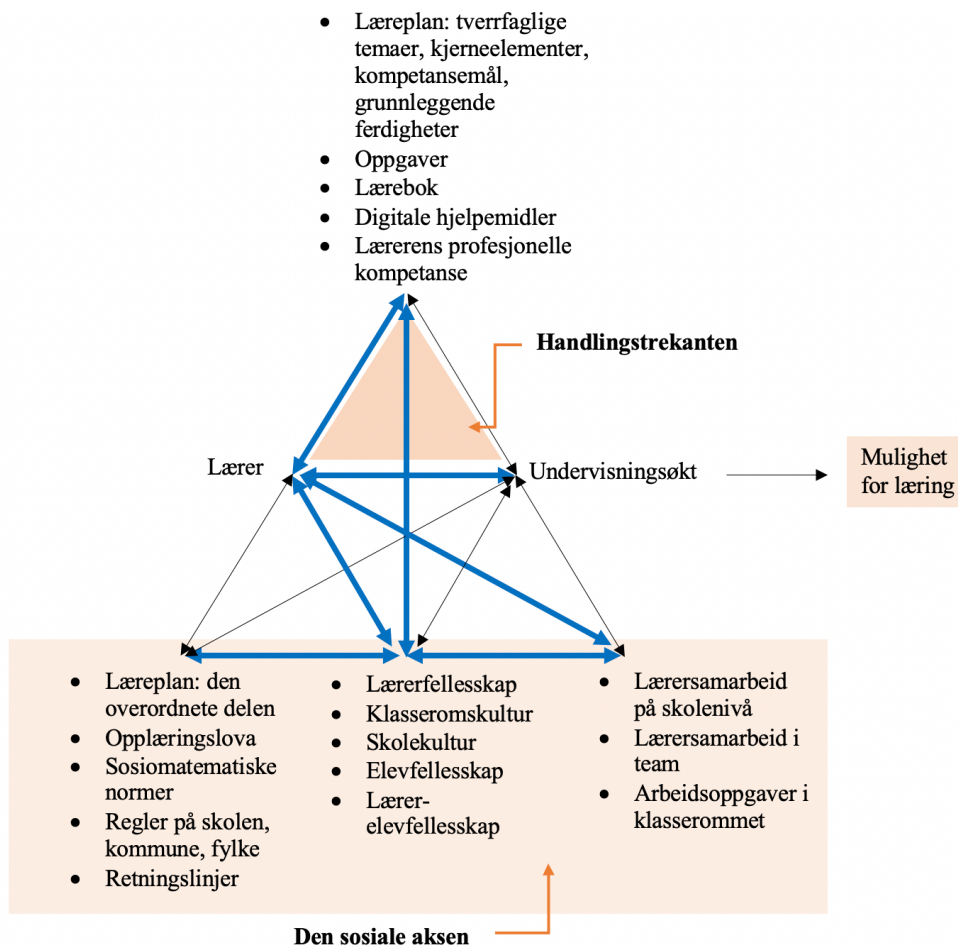 • Læreplan: tverrfaglige
temaer, kjerneelementer,
kompetansemål,
grunnleggende
ferdigheter
• Oppgaver
• Lærebok
• Digitale hjelpemidler
• Lærerens profesjonelle
kompetanse
Handlingstrekanten
Lærer
Undervisningsøkt
Mulighet
for læring
• Læreplan: den
overordnete delen
• Opplæringslova
• Sosiomatematiske
normer
• Regler på skolen,
kommune, fylke
• Retningslinjer
• Lærerfellesskap
• Klasseromskultur
• Skolekultur
• Elevfellesskap
• Lærer-
elevfellesskap
• Lærersamarbeid
på skolenivå
• Lærersamarbeid i
team
• Arbeidsoppgaver i
klasserommet
Den sosiale aksen